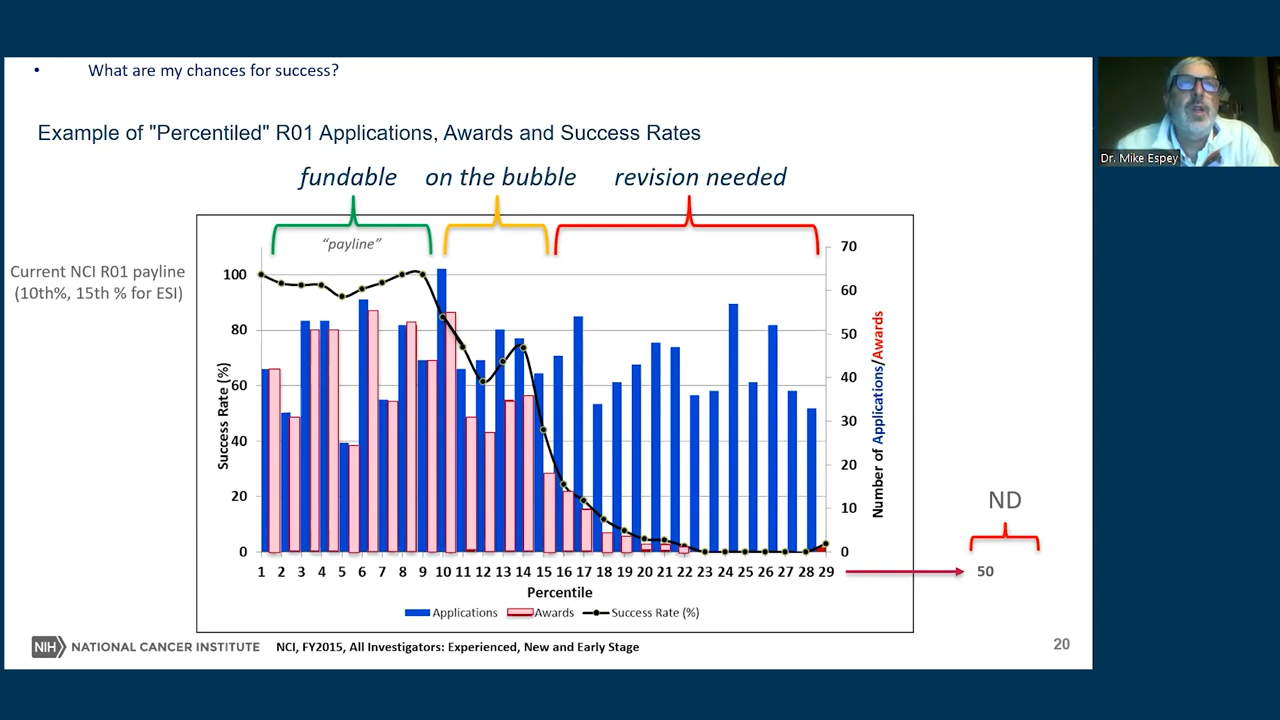 • What are my chances for success?
Example of "Percentiled" R01 Applications, Awards and Success Rates
fundable on the bubble revision needed
“payline”
Current NCI R01 payline
(10th%, 15th % for ESI)
Dr. Mike Espey
Success Rate (%)
100
80
60
40
20
0
70
60
50
40
30
20
10
0
Number of Applications/Awards
1 2 3 4 5 6 7 8 9 10 11 12 13 14 15 16 17 18 19 20 21 22 23 24 25 26 27 28 29
Percentile
Applications Awards Success Rate (%)
ND
50
NIH NATIONAL CANCER INSTITUTE
NCI, FY2015, All Investigators: Experienced, New and Early Stage
20